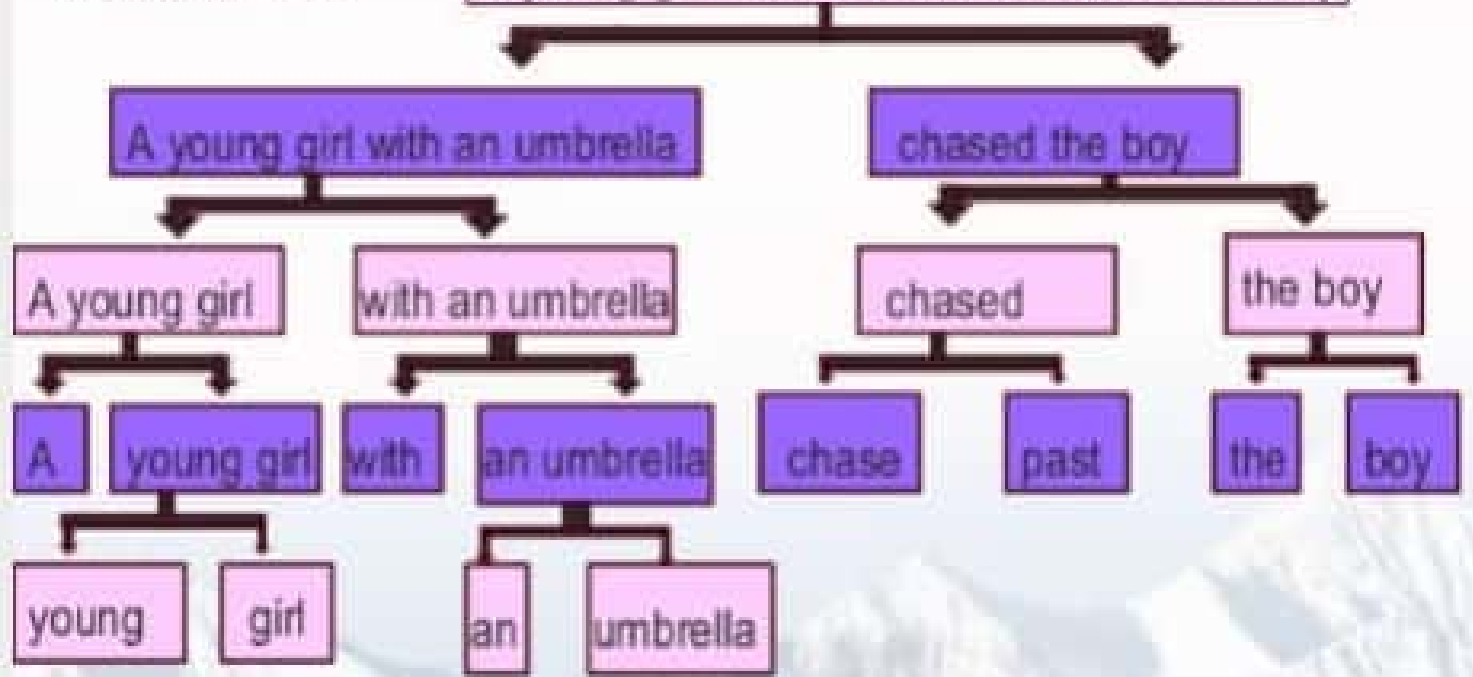 A young girl with an umbrella
chased the boy
A young girl
with an umbrella
chased
the boy
A
young girl
with
an umbrella
chase
past
the
boy
young
girl
an
umbrella